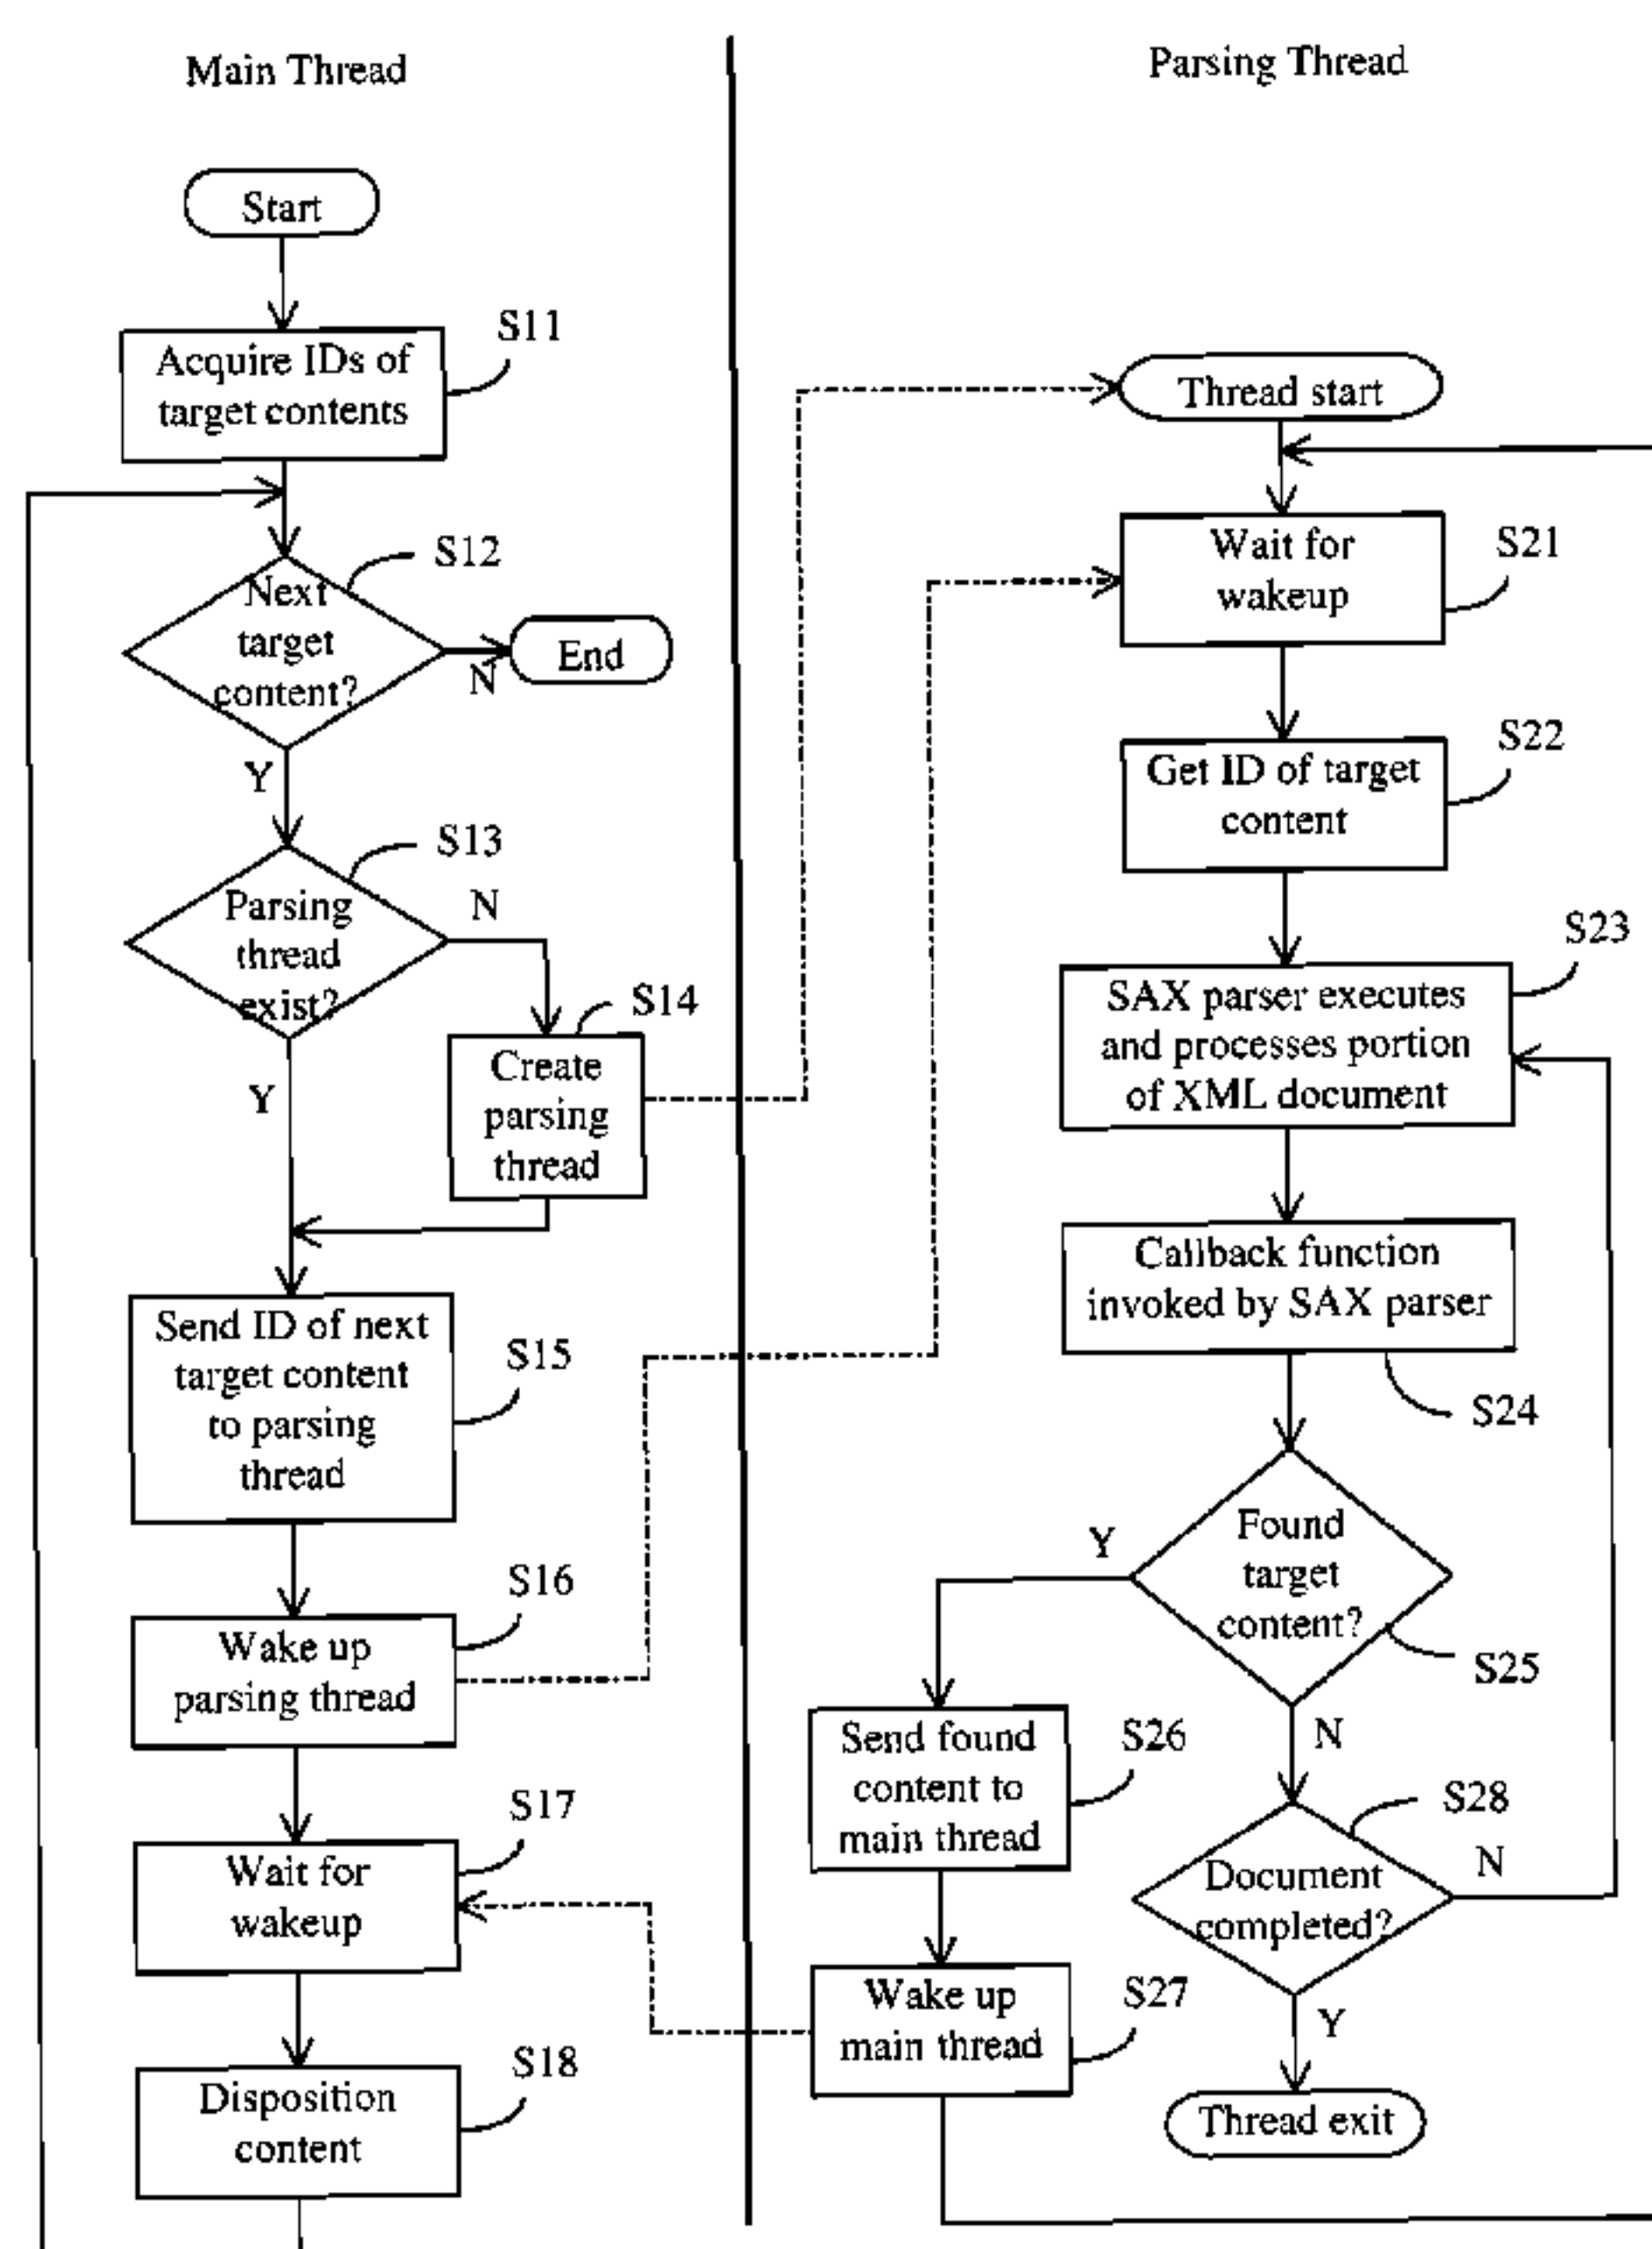 Main Thread
Start
S11
Acquire IDs of
target contents
S12
Next
target
content?
N
End
Y
S13
Parsing
thread
exist?
N
S14
Create
parsing
thread
Y
Send ID of next
target content
to parsing
thread
S15
S16
Wake up
parsing thread
S17
Wait for
wakeup
S18
Disposition
content
Parsing Thread
Thread start
Wait for
wakeup
S21
S22
Get ID of target
content
S23
SAX parser executes
and processes portion
of XML document
Callback function
invoked by SAX parser
S24
Found
target
content?
Y
S25
N
Send found
content to
main thread
S26
S28
Document
completed?
N
Wake up
main thread
S27
Y
Thread exit